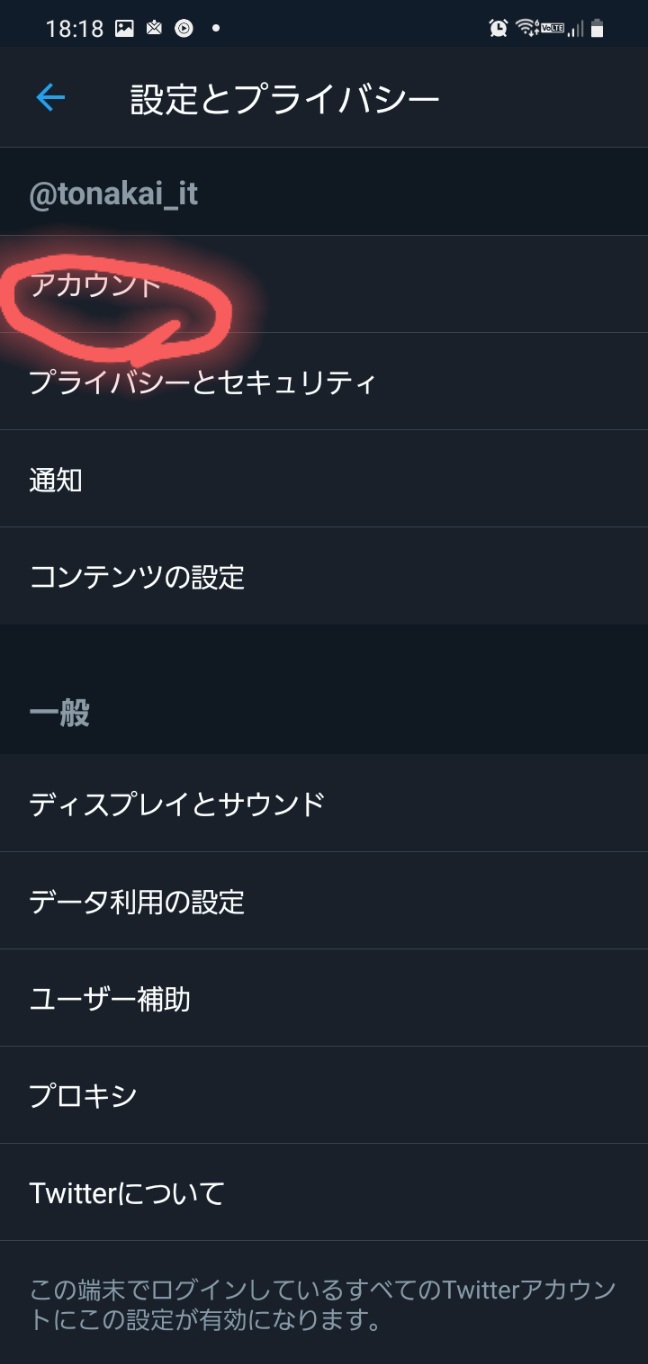 18:18
設定とプライバシー
@tonakai_it
アカウント
プライバシーとセキュリティ
通知
コンテンツの設定
一般
ディスプレイとサウンド
データ利用の設定
ユーザー補助
プロキシ
Twitterについて
この端末でログインしているすべてのTwitterアカウン
トにこの設定が有効になります。